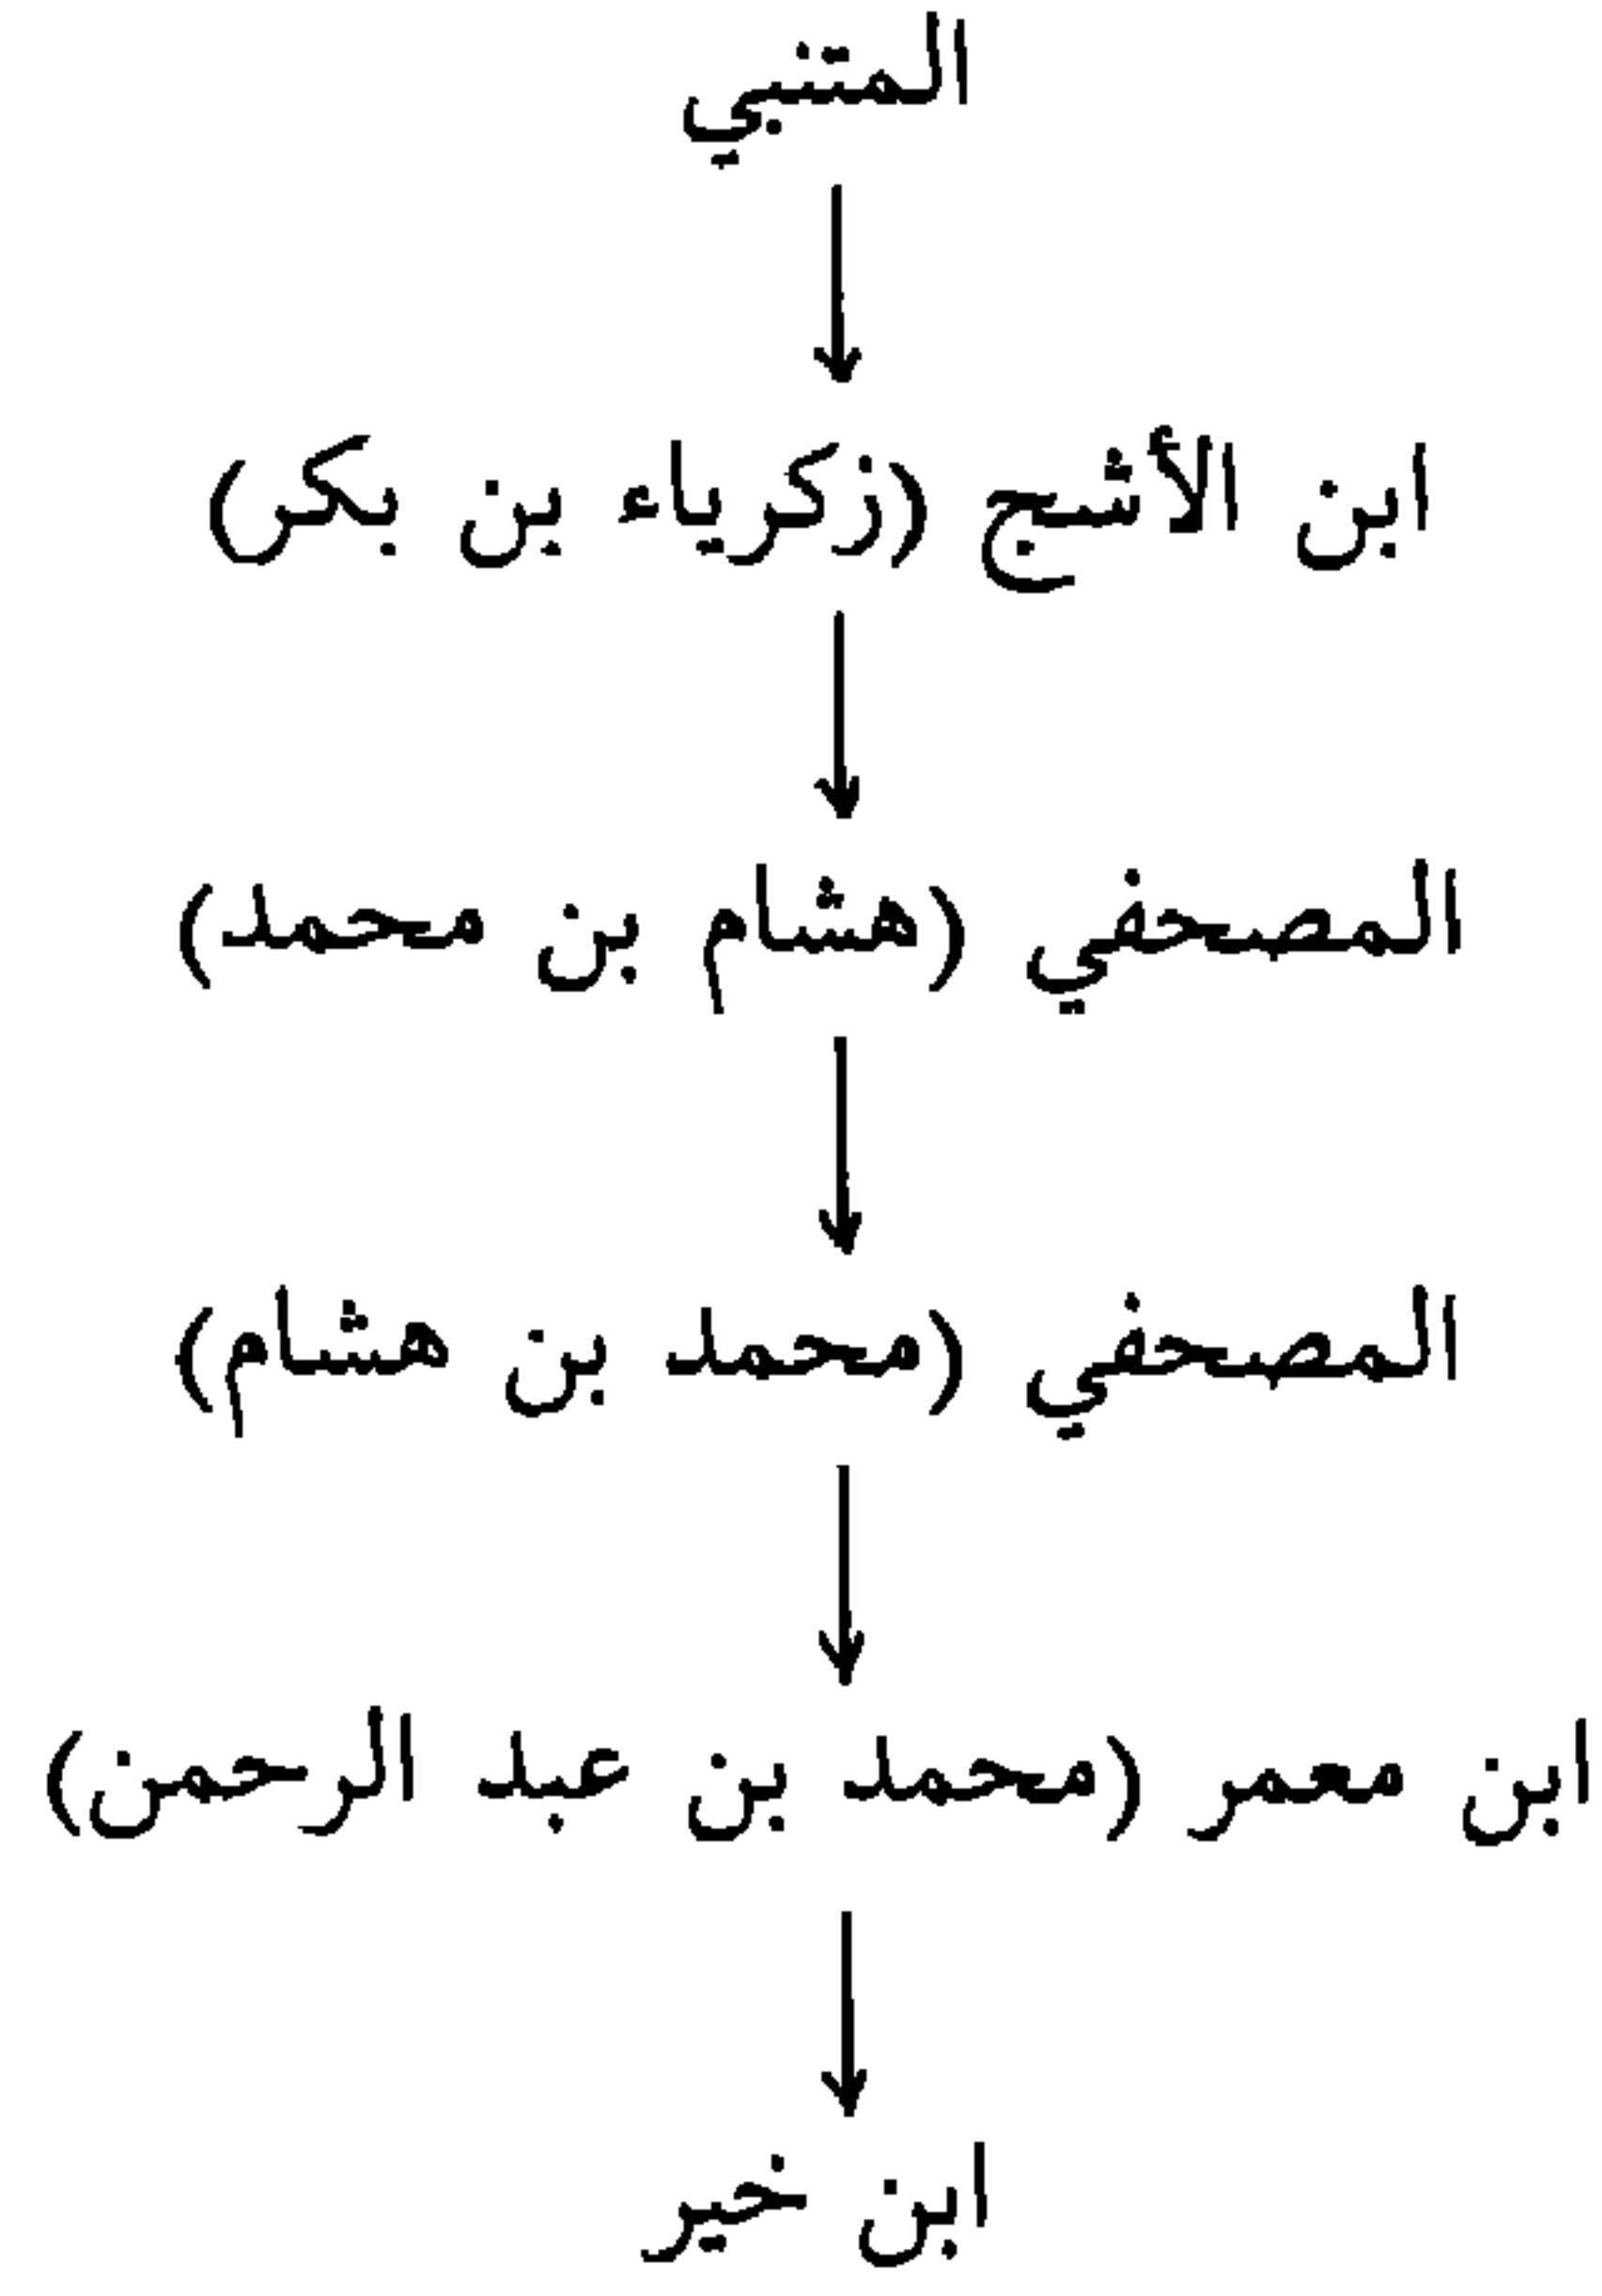 المتنبي
ابن الأشج (زكرياء بن بكر)
المصحفي (هشام بن محمد)
المصحفي (محمد بن هشام)
ابن معمر (محمد بن عبد الرحمن)
ابن خير